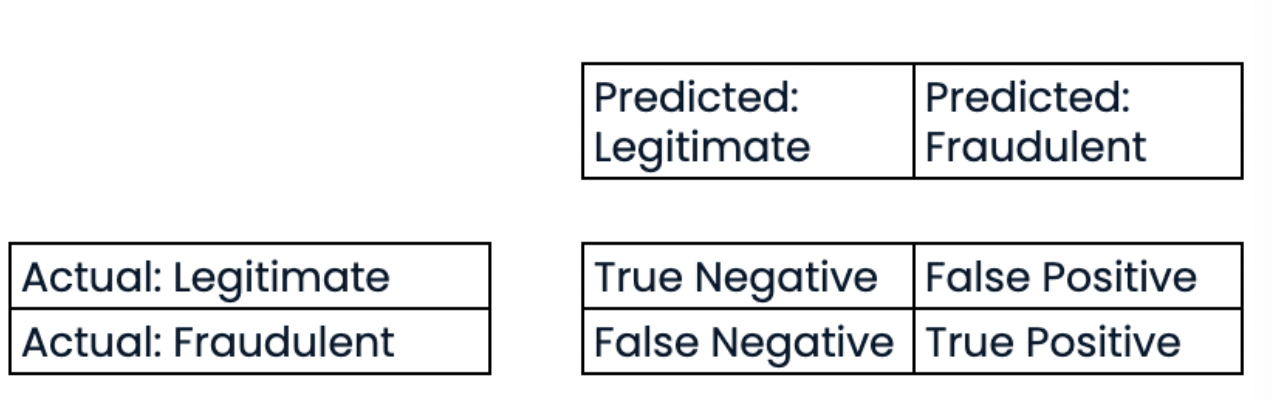 Predicted: Predicted:
Legitimate Fraudulent
Actual: Legitimate True Negative False Positive
Actual: Fraudulent False Negative True Positive